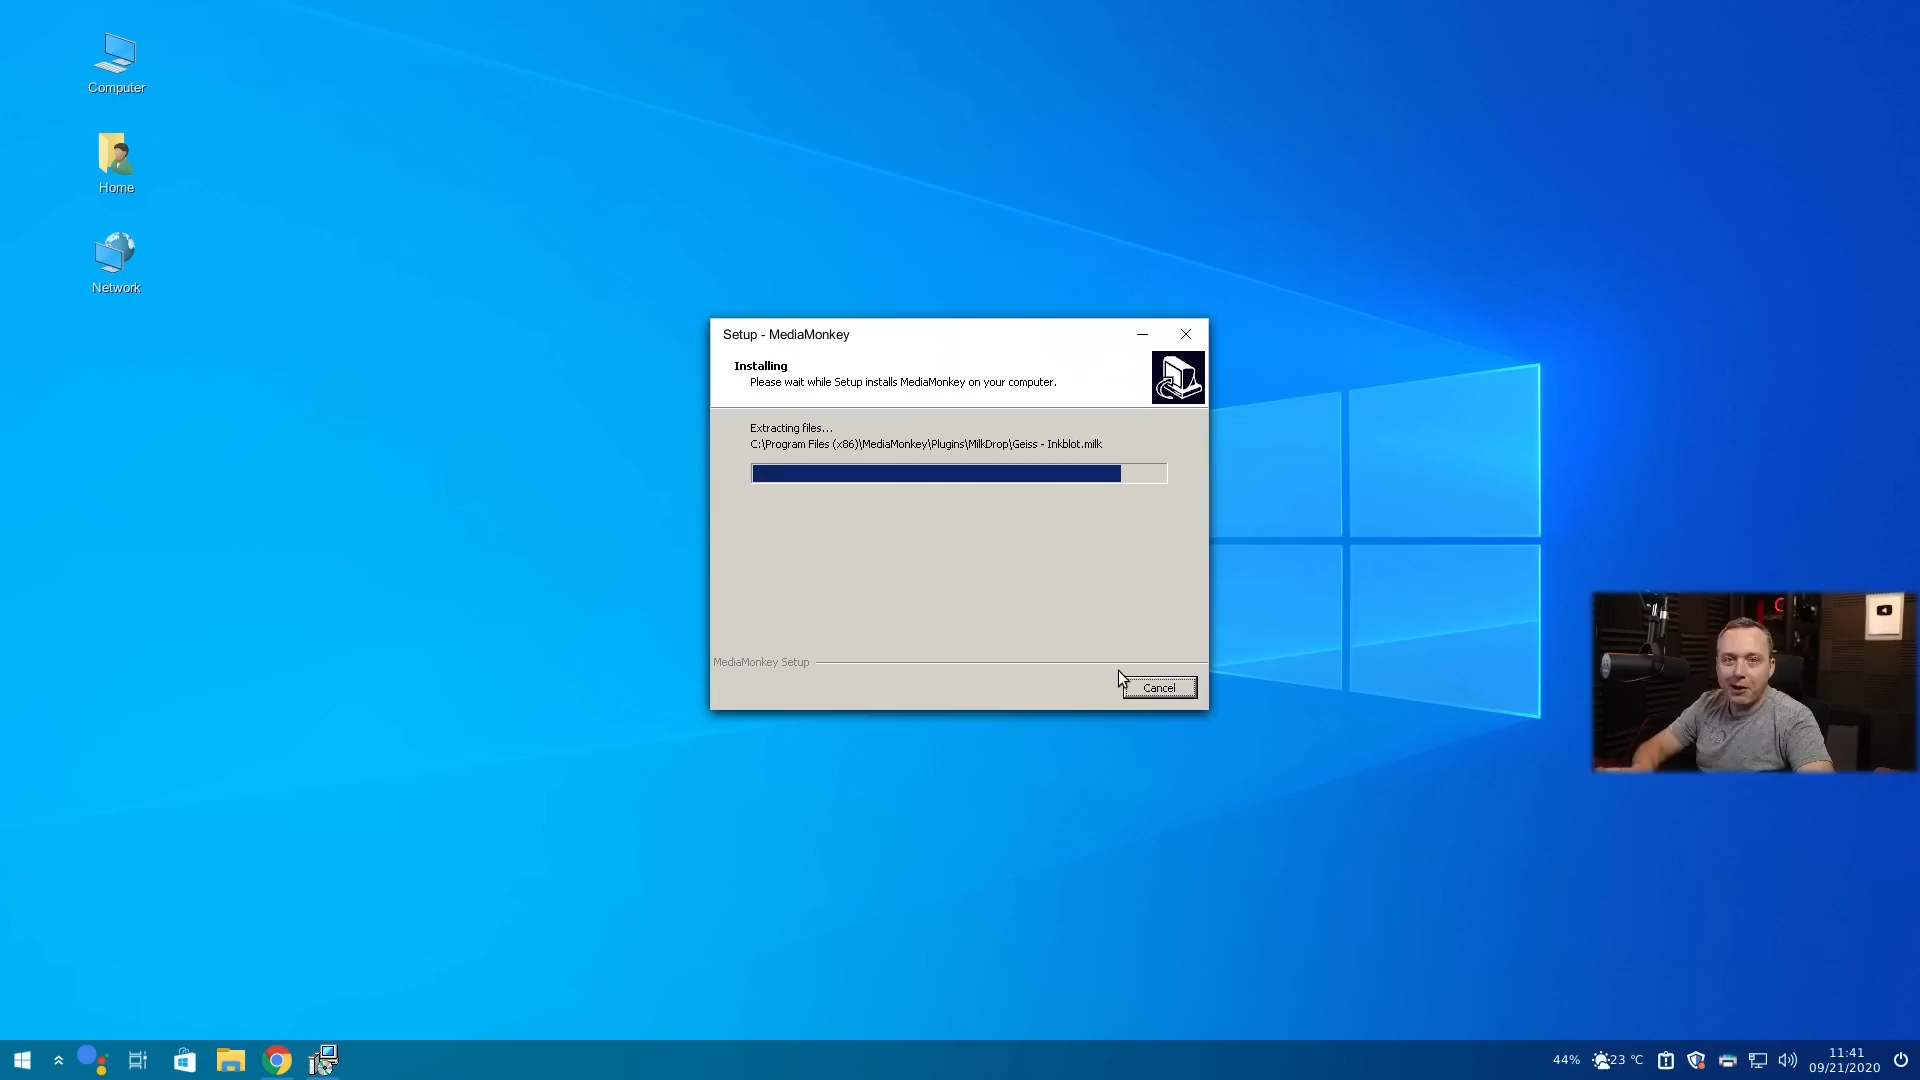 Computer
Home
Network
Setup - MediaMonkey
Installing
Please wait while Setup installs MediaMonkey on your computer.
Extracting files...
C:\Program Files (x86)\MediaMonkey\Plugins\MilkDrop\Geiss - Inkblot.milk
MediaMonkey Setup
Cancel
44%
23 °C
11:41
09/21/2020